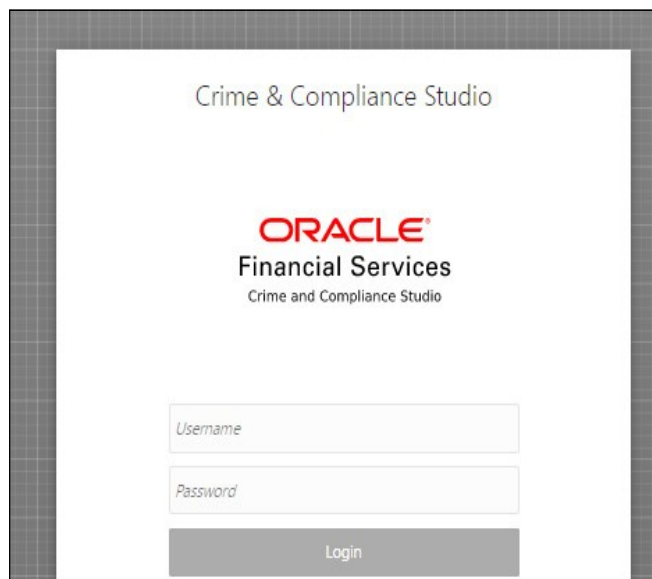 Crime & Compliance Studio
ORACLE®
Financial Services
Crime and Compliance Studio
Username
Password
Login